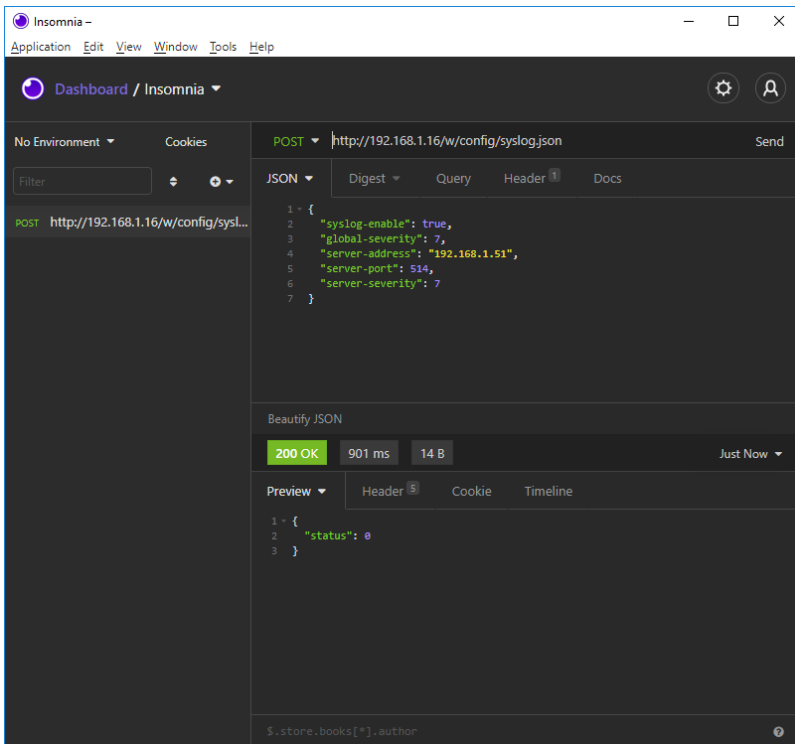 Insomnia –
Application Edit View Window Tools Help
Dashboard / Insomnia
No Environment Cookies
POST http://192.168.1.16/w/config/syslog.json Send
Filter
JSON Digest Query Header 1 Docs
POST http://192.168.1.16/w/config/sysl...
1 {
2 "syslog-enable": true,
3 "global-severity": 7,
4 "server-address": "192.168.1.51",
5 "server-port": 514,
6 "server-severity": 7
7 }
Beautify JSON
200 OK 901 ms 14 B Just Now
Preview Header 5 Cookie Timeline
1 {
2 "status": 0
3 }
$.store.books[*].author